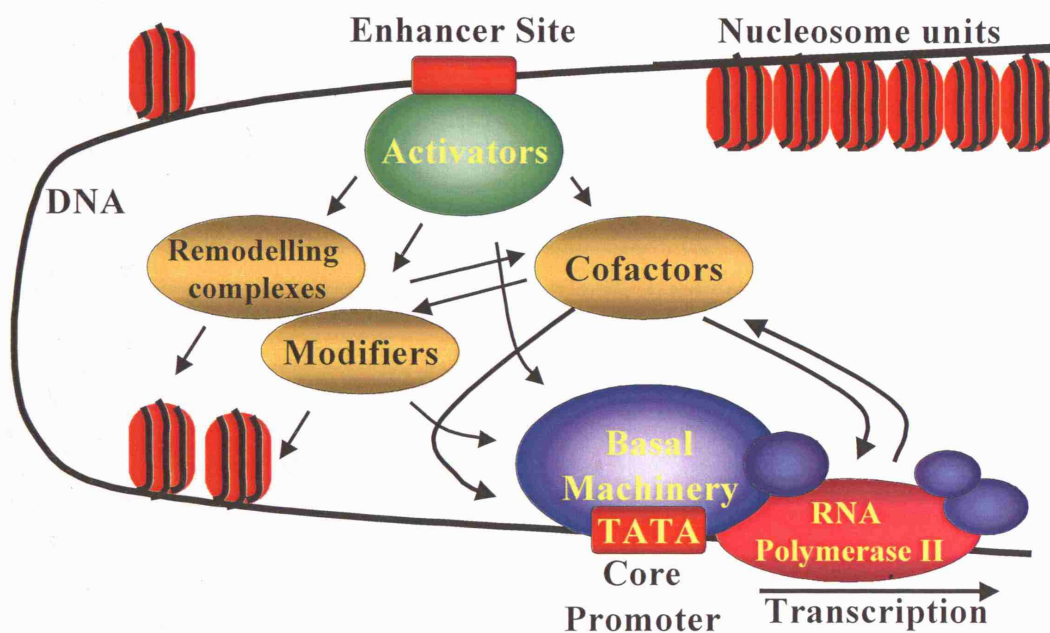 Enhancer Site
Nucleosome units
Activators
DNA
Remodelling
complexes
Cofactors
Modifiers
Basal
Machinery
TATA
RNA
Polymerase II
Core
Promoter
Transcription